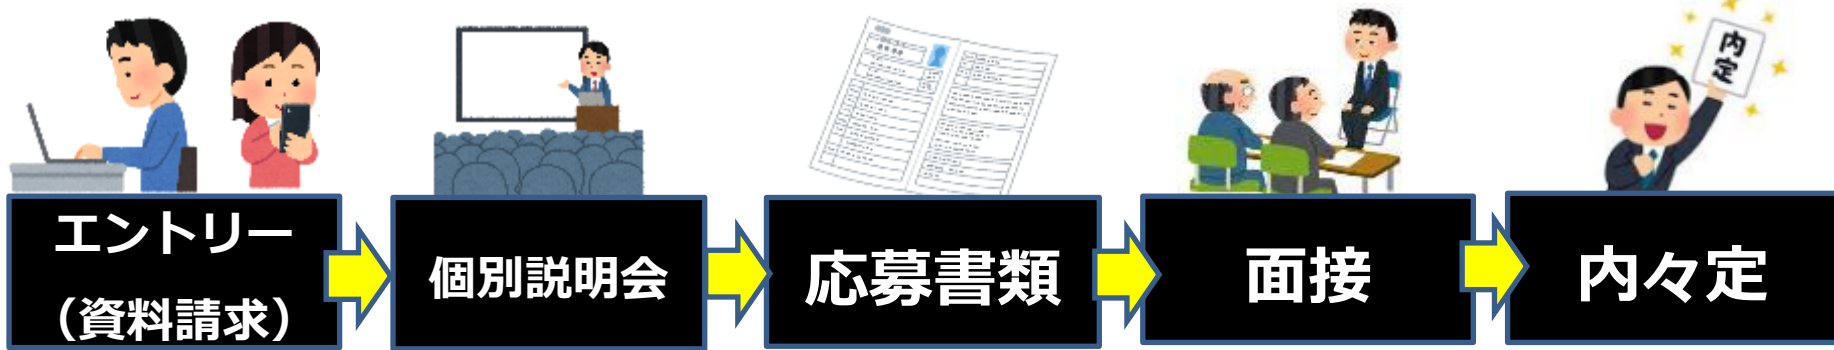 内定
エントリー
（資料請求）
個別説明会
応募書類
面接
内々定